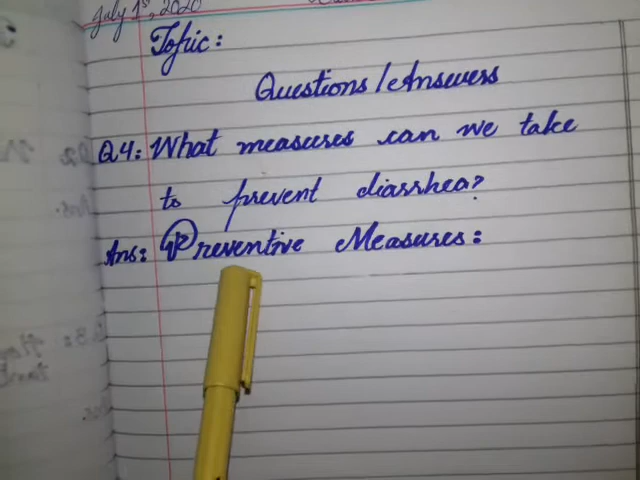 July 1st, 2020
Topic:
Questions/Answers
Q4: What measures can we take
to prevent diarrhea?
Ans: Preventive Measures: